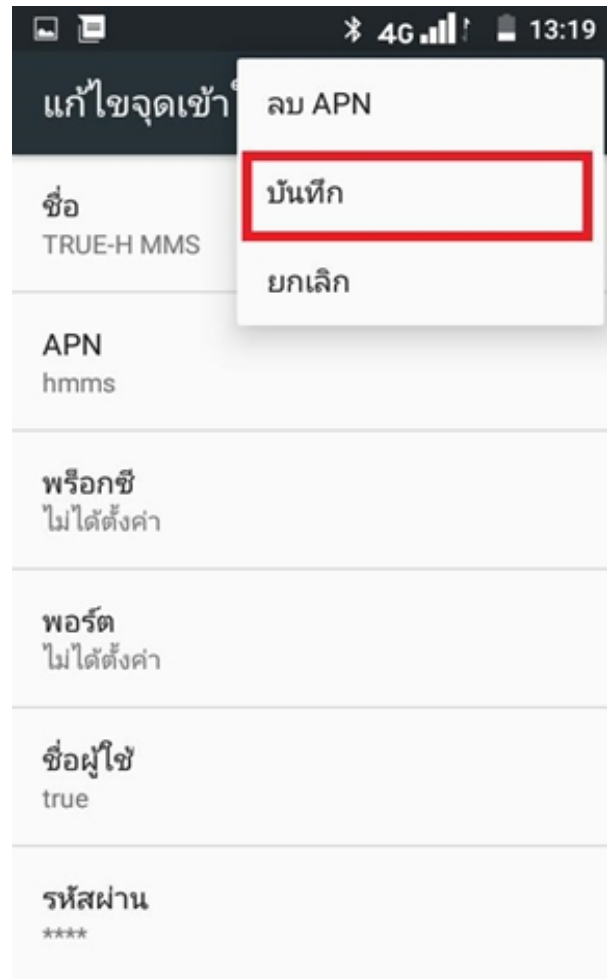 4G 13:19
แก้ไขจุดเข้า
ลบ APN
บันทึก
ยกเลิก
ชื่อ
TRUE-H MMS
APN
hmms
พร็อกซี
ไม่ได้ตั้งค่า
พอร์ต
ไม่ได้ตั้งค่า
ชื่อผู้ใช้
true
รหัสผ่าน
****